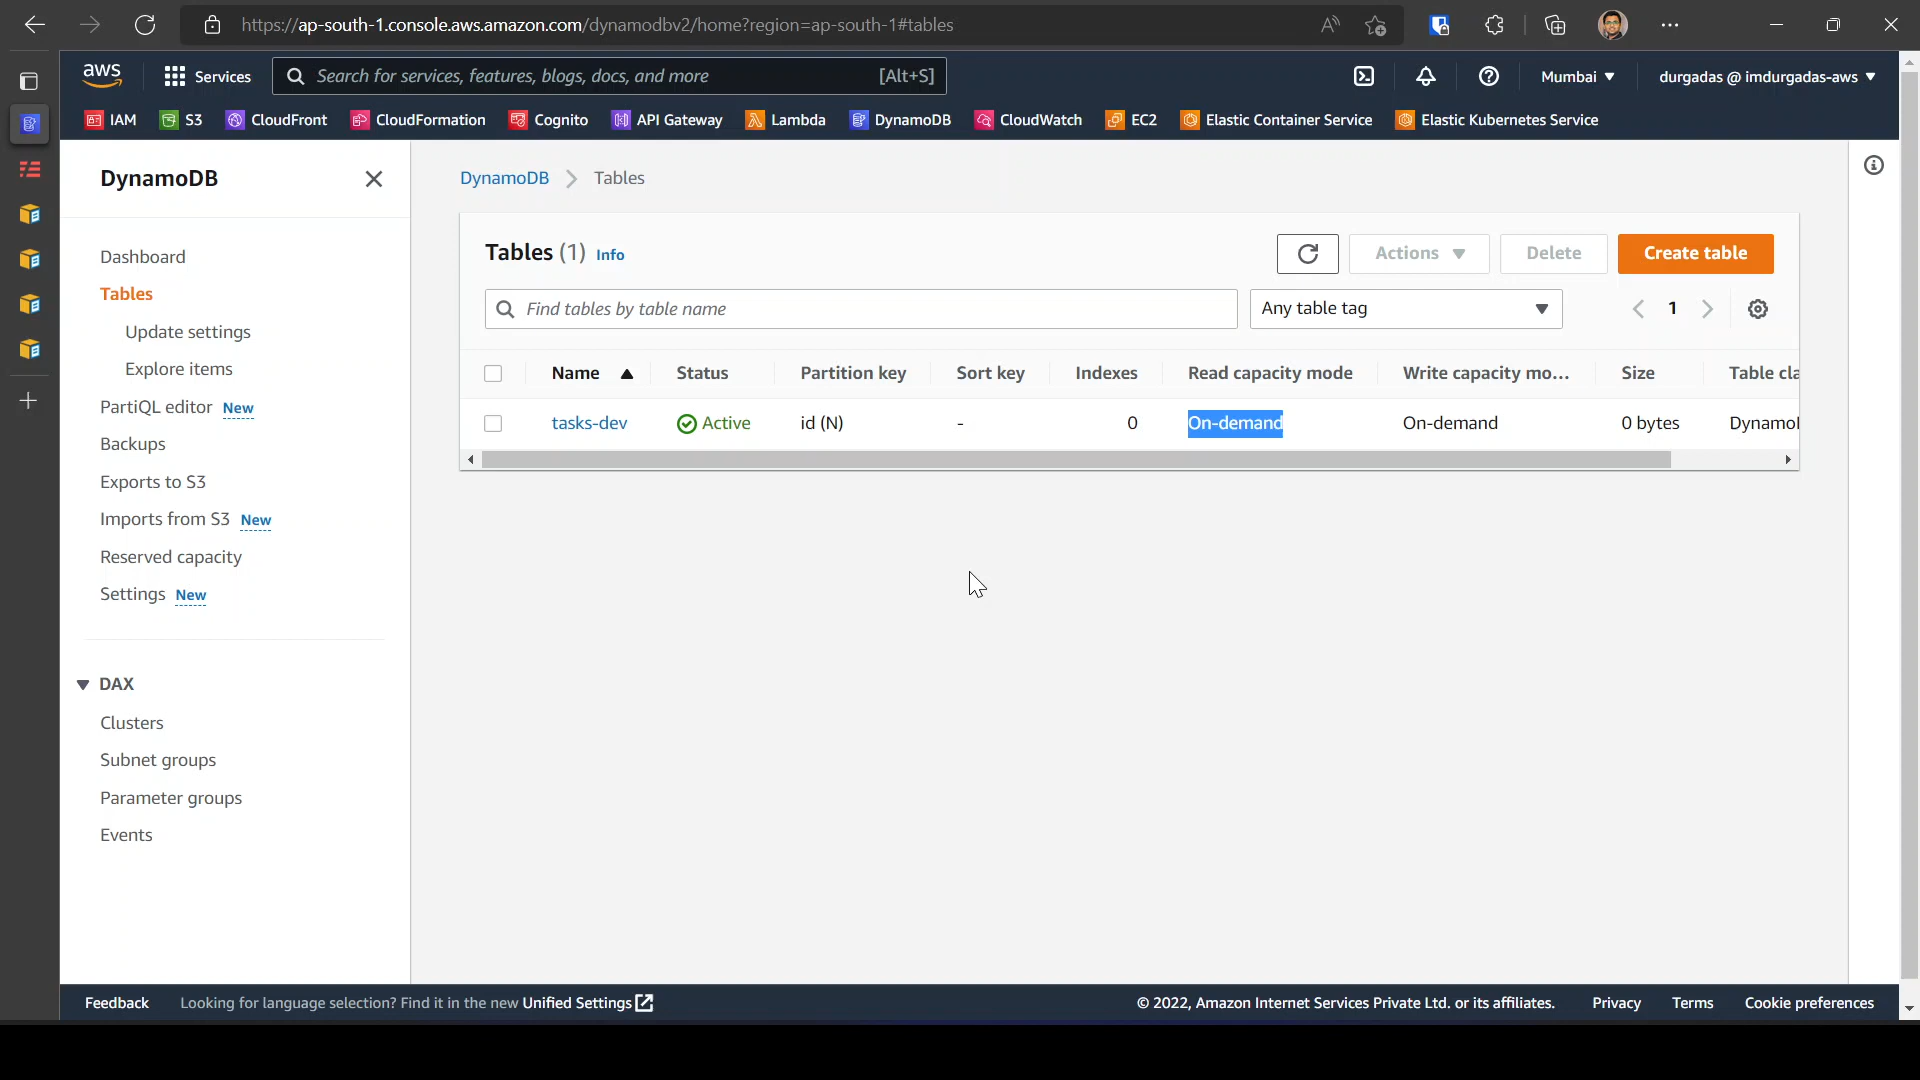 https://ap-south-1.console.aws.amazon.com/dynamodbv2/home?region=ap-south-1#tables
aws Services Search for services, features, blogs, docs, and more [Alt+S] Mumbai durgadas @ imdurgadas-aws
IAM S3 CloudFront CloudFormation Cognito API Gateway Lambda DynamoDB CloudWatch EC2 Elastic Container Service Elastic Kubernetes Service
DynamoDB
Dashboard
Tables
Update settings
Explore items
PartiQL editor New
Backups
Exports to S3
Imports from S3 New
Reserved capacity
Settings New
DAX
Clusters
Subnet groups
Parameter groups
Events
DynamoDB Tables
Tables (1) Info Actions Delete Create table
Find tables by table name Any table tag 1
Name Status Partition key Sort key Indexes Read capacity mode Write capacity mo... Size Table cla
tasks-dev Active id (N) - 0 On-demand On-demand 0 bytes Dynamo
Feedback Looking for language selection? Find it in the new Unified Settings © 2022, Amazon Internet Services Private Ltd. or its affiliates. Privacy Terms Cookie preferences